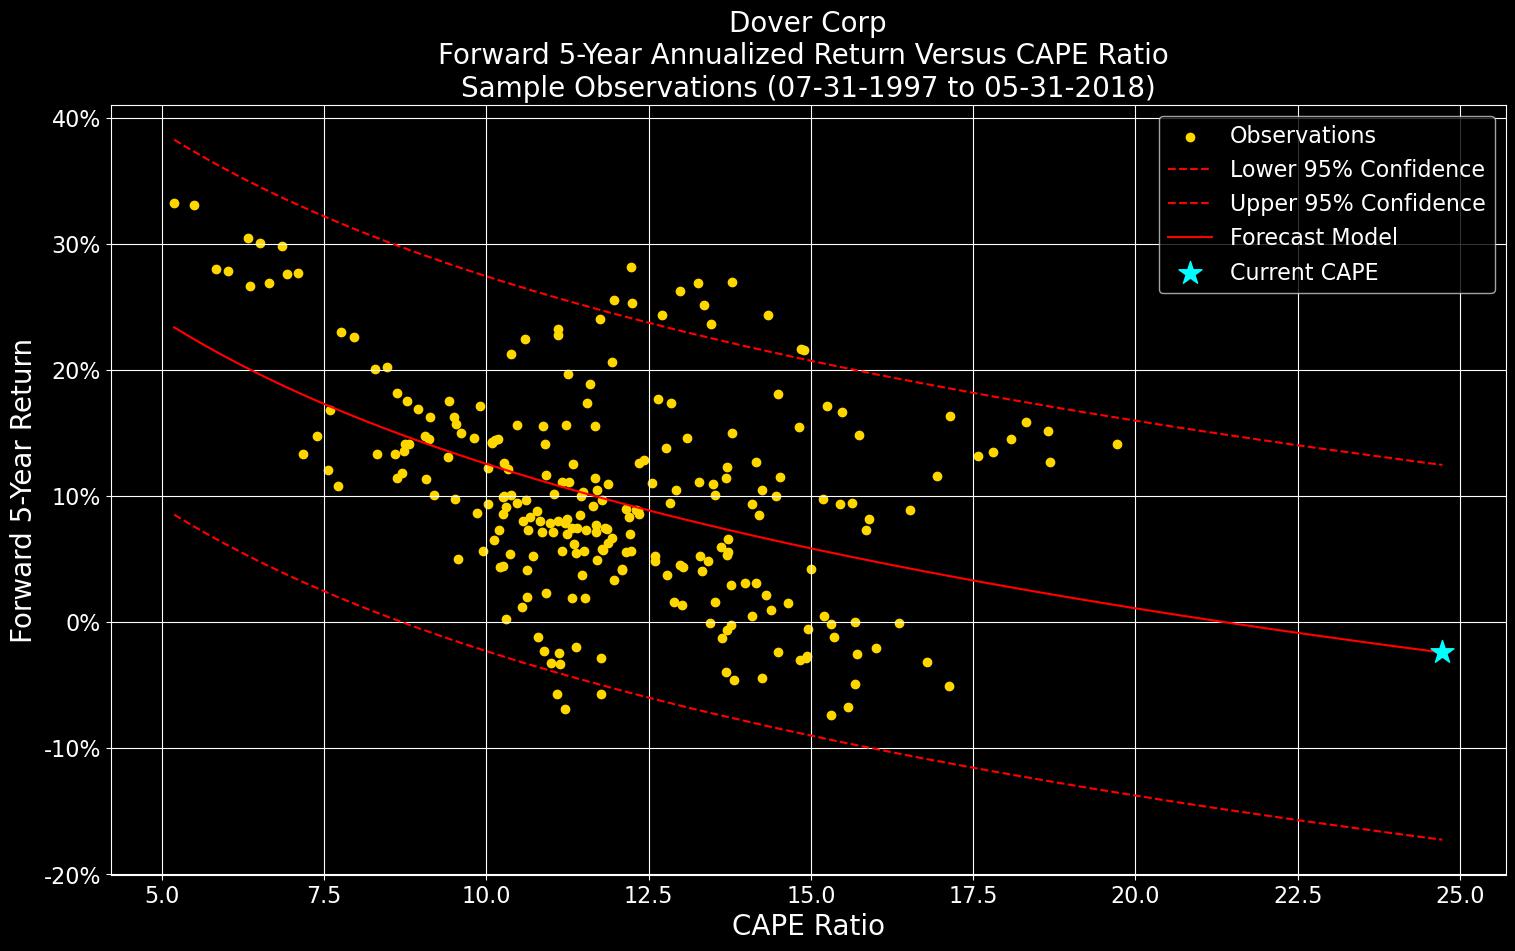 Dover Corp
Forward 5-Year Annualized Return Versus CAPE Ratio
Sample Observations (07-31-1997 to 05-31-2018)
Observations
Lower 95% Confidence
Upper 95% Confidence
Forecast Model
Current CAPE
Forward 5-Year Return
40%
30%
20%
10%
0%
-10%
-20%
5.0 7.5 10.0 12.5 15.0 17.5 20.0 22.5 25.0
CAPE Ratio